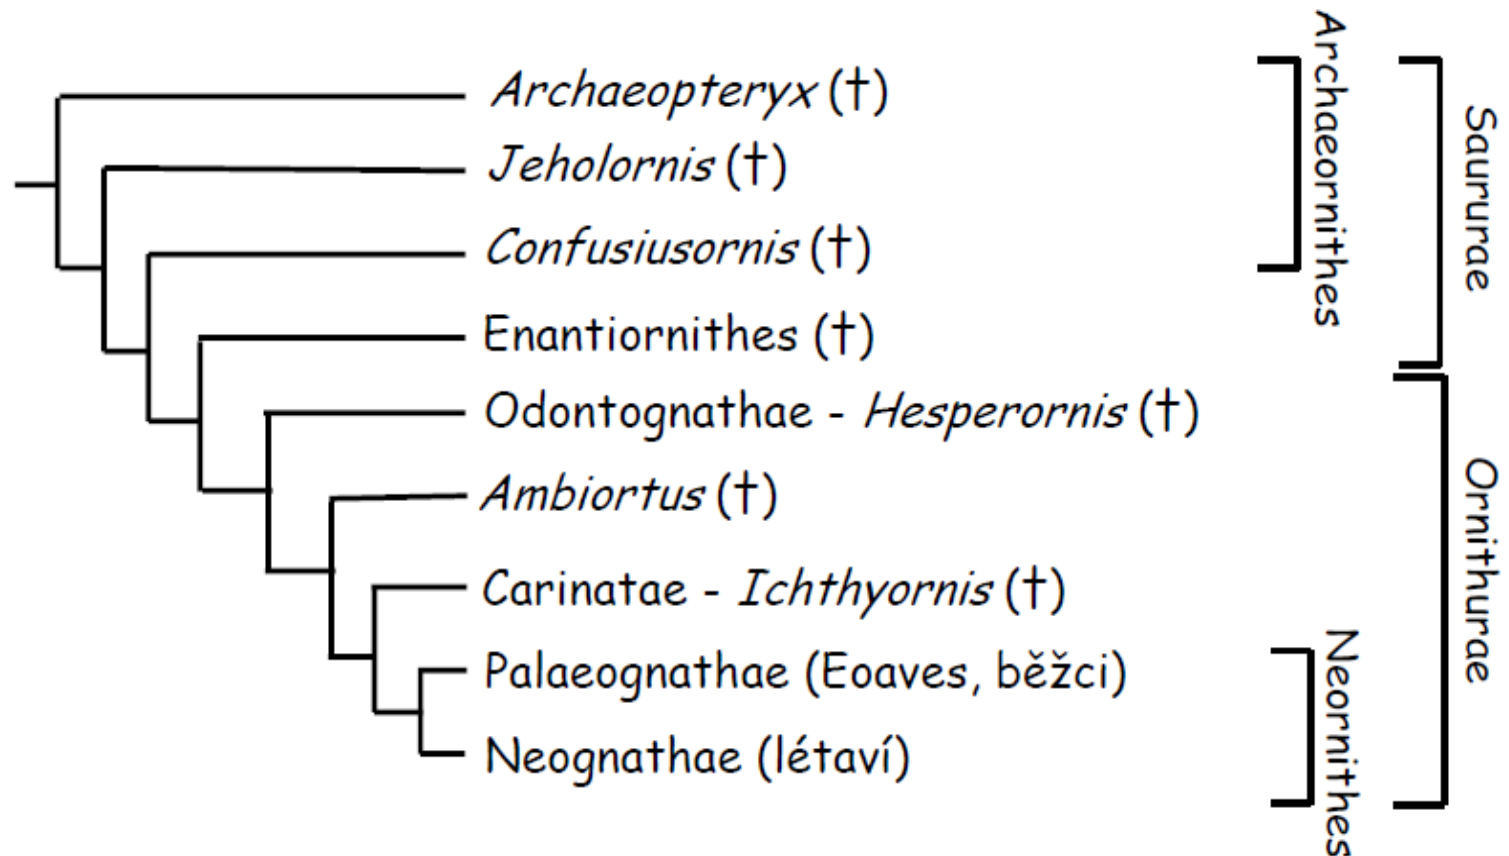 Archaeopteryx (†)
Jeholornis (†)
Confusiusornis (†)
Enantiornithes (†)
Odontognathae - Hesperornis (†)
Ambiortus (†)
Carinatae - Ichthyornis (†)
Palaeognathae (Eoaves, běžci)
Neognathae (létaví)
Archaeornithes
Neornithes
Saururae
Ornithurae